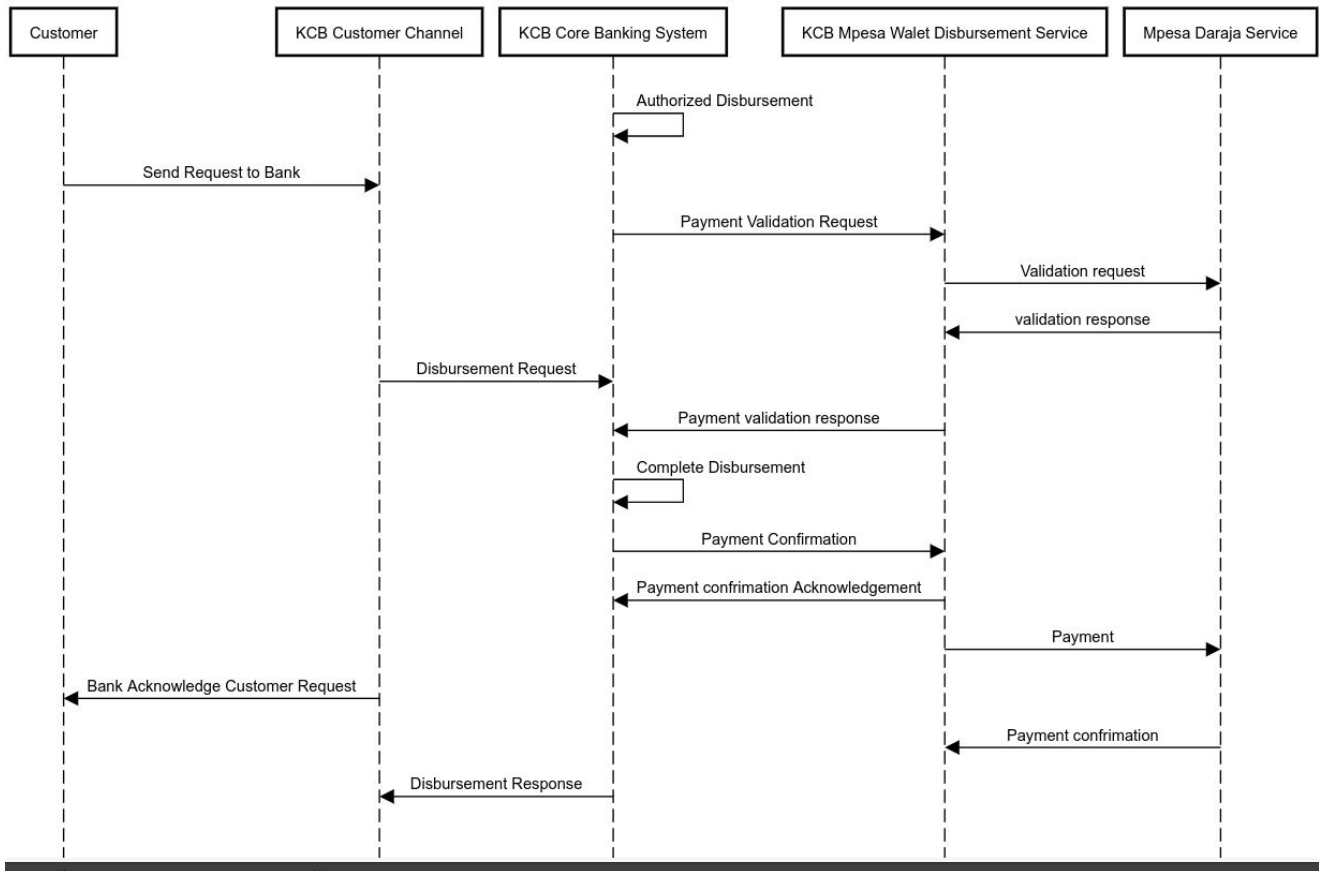 Customer
KCB Customer Channel
KCB Core Banking System
KCB Mpesa Walet Disbursement Service
Mpesa Daraja Service
Authorized Disbursement
Send Request to Bank
Payment Validation Request
Validation request
validation response
Disbursement Request
Payment validation response
Complete Disbursement
Payment Confirmation
Payment confrimation Acknowledgement
Payment
Bank Acknowledge Customer Request
Payment confrimation
Disbursement Response